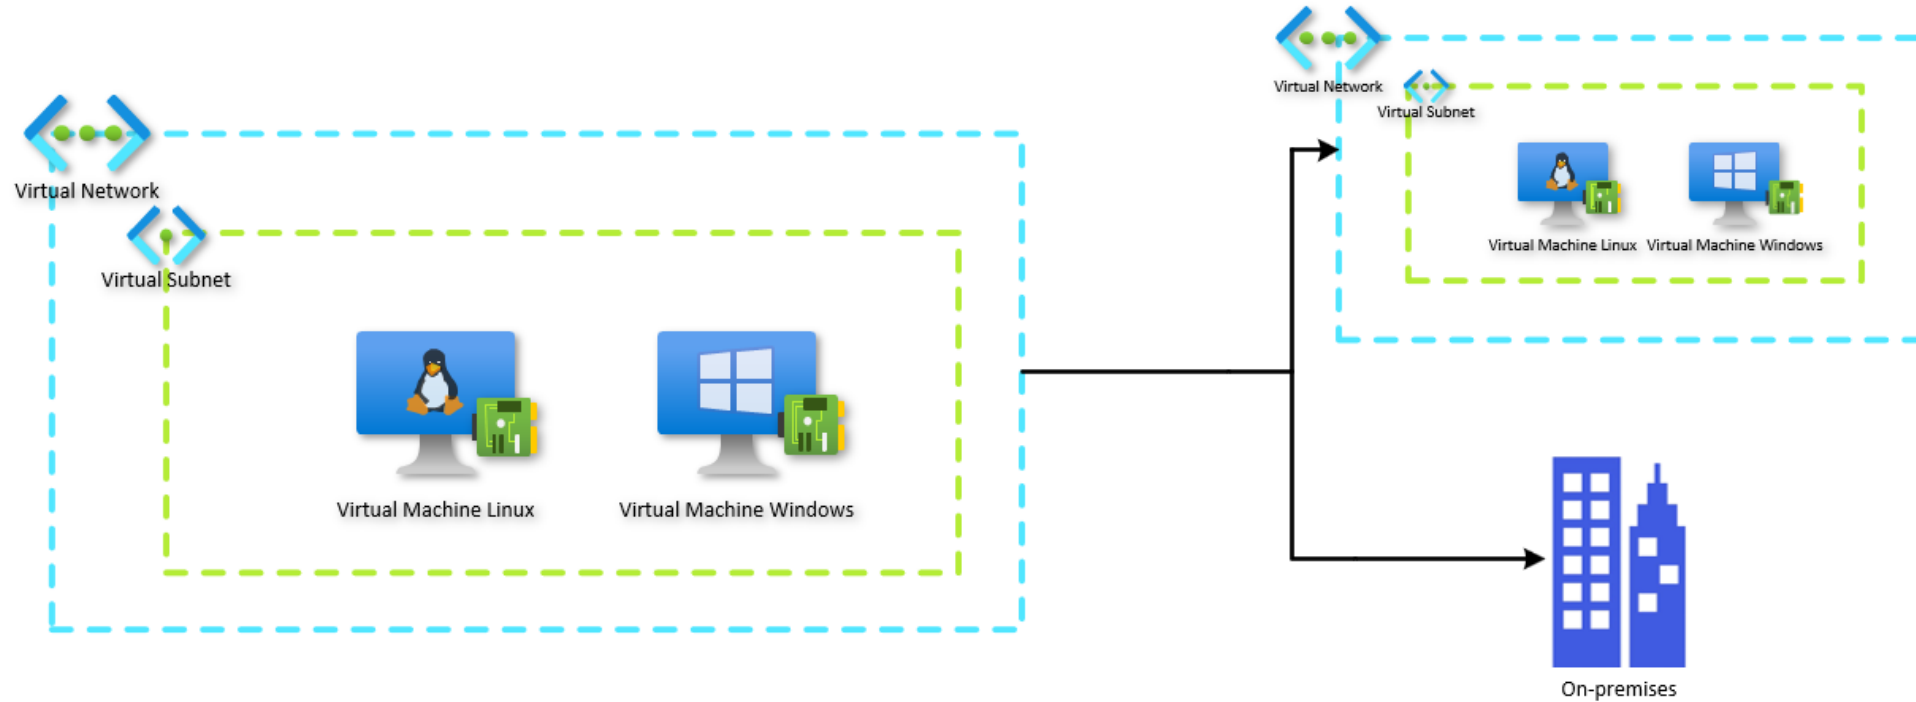 Virtual Network
Virtual Subnet
Virtual Machine Linux
Virtual Machine Windows
Virtual Network
Virtual Subnet
Virtual Machine Linux
Virtual Machine Windows
On-premises